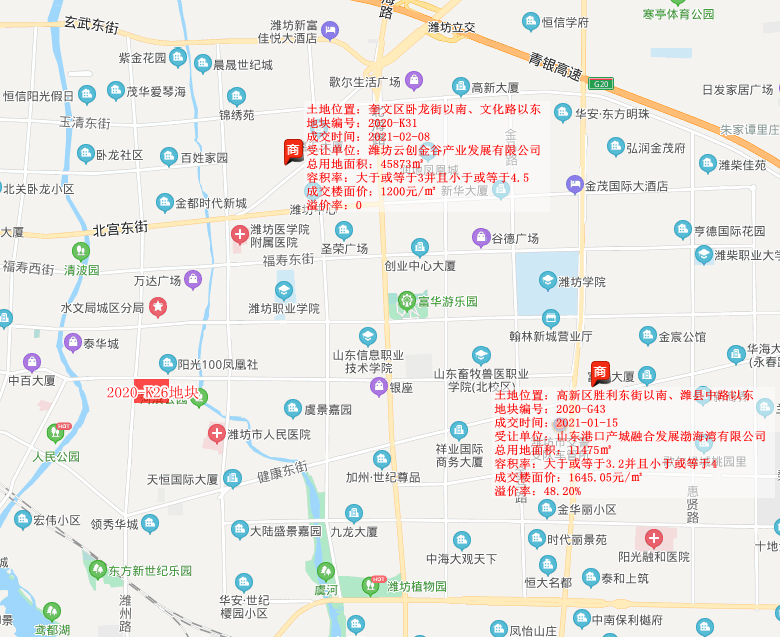 玄武东街
潍坊新富
佳悦大酒店
潍坊立交
恒信学府
寒亭体育公园
紫金花园
晨晟世纪城
歌尔生活广场
青银高速
G20
恒信阳光假日
茂华爱琴海
锦绣苑
高新大厦
日发家居广场
玉清东街
华安·东方明珠
朱家谭里庄
土地位置: 奎文区卧龙街以南、文化路以东
地块编号: 2020-K31
成交时间: 2021-02-08
受让单位: 潍坊云创金谷产业发展有限公司
总用地面积: 45873㎡
容积率: 大于或等于3并且小于或等于4.5
成交楼面价: 1200元/㎡
溢价率: 0
商
卧龙社区
百姓家园
弘润金茂府
潍柴佳苑
北关卧龙小区
金都时代新城
新华大厦
金茂国际大酒店
大厦
北宫东街
潍坊医学院
附属医院
圣荣广场
谷德广场
亨德国际花园
清波园
福寿西街
福寿东街
创业中心大厦
潍柴职业大学
万达广场
潍坊职业学院
潍坊学院
水文局城区分局
富华游乐园
翰林新城营业厅
金宸公馆
泰华城
山东信息职业
技术学院
阳光100凤凰社
山东畜牧兽医职业
学院(北校区)
华海大
(永春路
中百大厦
银座
商
大厦
2020-K26地块
虞景嘉园
土地位置: 高新区胜利东街以南、潍县中路以东
地块编号: 2020-G43
成交时间: 2021-01-15
受让单位: 山东港口产城融合发展渤海湾有限公司
总用地面积: 11475㎡
容积率: 大于或等于3.2并且小于或等于4
成交楼面价: 1645.05元/㎡
溢价率: 48.20%
人民公园
潍坊市人民医院
祥业国际
商务大厦
桃园里
健康东街
天恒国际大厦
加州·世纪尊品
惠贤路
宏伟小区
领秀华城
大陆盛景嘉园
九龙大厦
金华丽小区
时代丽景苑
十地
中海大观天下
阳光融和医院
东方新世纪乐园
恒大名都
泰和上筑
潍州路
华安·世纪
樱园小区
虞河
潍坊植物园
鸢都湖
凤怡山庄
中南保利樾府